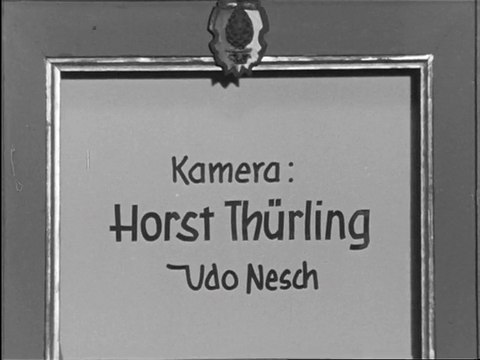 Kamera:
Horst Thürling
Udo Nesch